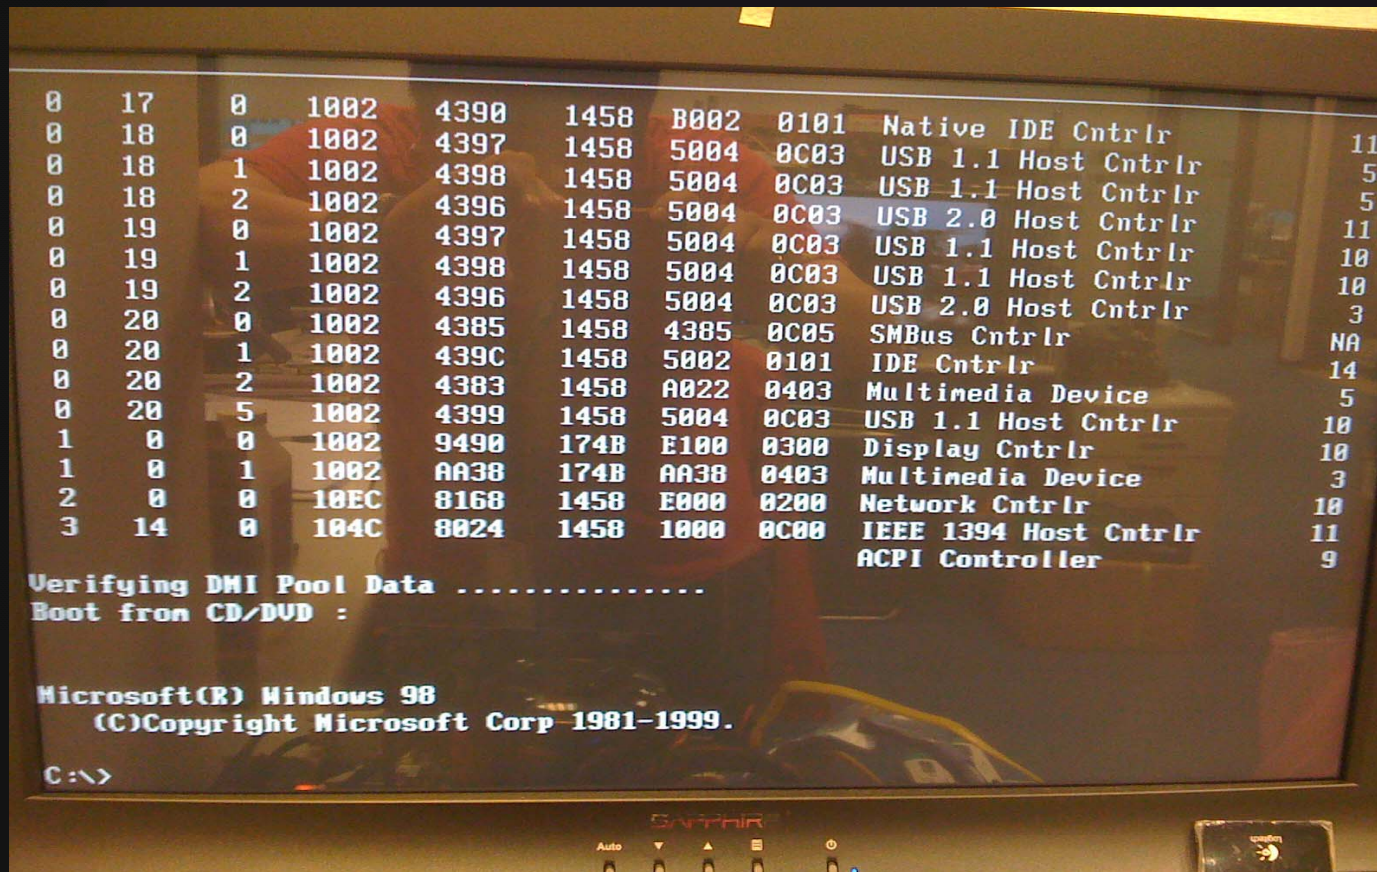 0 17 0 1002 4390 1458 B002 0101 Native IDE Cntrlr 11
0 18 0 1002 4397 1458 5004 0C03 USB 1.1 Host Cntrlr 5
0 18 1 1002 4398 1458 5004 0C03 USB 1.1 Host Cntrlr 5
0 18 2 1002 4396 1458 5004 0C03 USB 2.0 Host Cntrlr 11
0 19 0 1002 4397 1458 5004 0C03 USB 1.1 Host Cntrlr 10
0 19 1 1002 4398 1458 5004 0C03 USB 1.1 Host Cntrlr 10
0 19 2 1002 4396 1458 5004 0C03 USB 2.0 Host Cntrlr 3
0 20 0 1002 4385 1458 4385 0C05 SMBus Cntrlr NA
0 20 1 1002 439C 1458 5002 0101 IDE Cntrlr 14
0 20 2 1002 4383 1458 A022 0403 Multimedia Device 5
0 20 5 1002 4399 1458 5004 0C03 USB 1.1 Host Cntrlr 10
1 0 0 1002 9490 174B E100 0300 Display Cntrlr 10
1 0 1 1002 AA38 174B AA38 0403 Multimedia Device 3
2 0 0 10EC 8168 1458 E000 0200 Network Cntrlr 10
3 14 0 104C 8024 1458 1000 0C00 IEEE 1394 Host Cntrlr 11
ACPI Controller 9
Verifying DMI Pool Data ...............
Boot from CD/DVD :
Microsoft(R) Windows 98
(C)Copyright Microsoft Corp 1981-1999.
C:\>
SAPPHIRE
Auto
Logitech